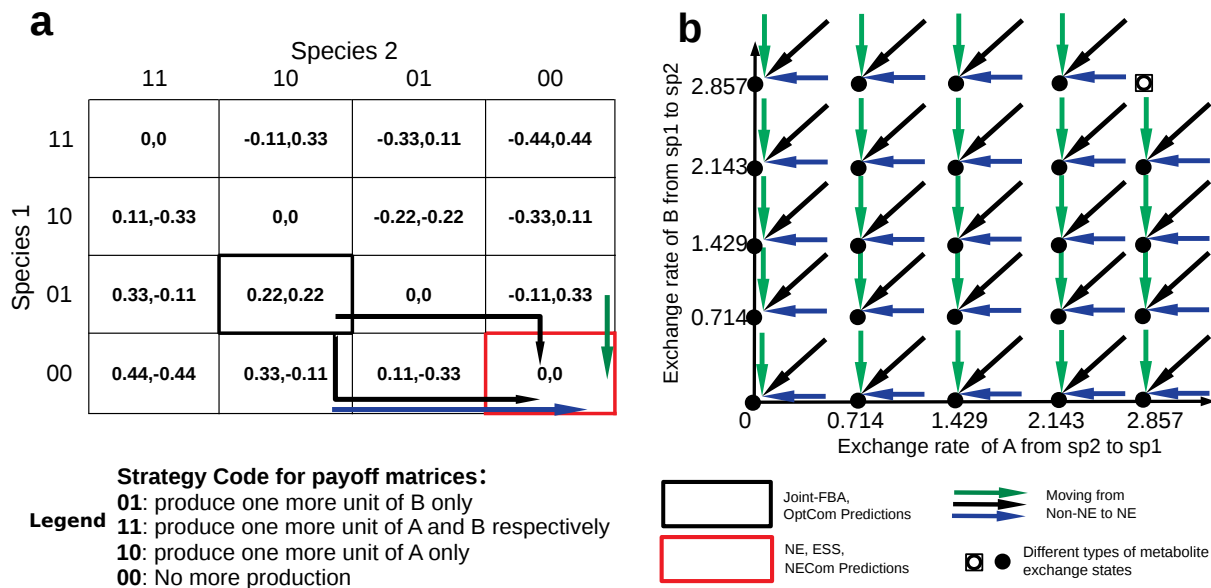 a
Species 2
11 10 01 00
Species 1
11 0,0 -0.11,0.33 -0.33,0.11 -0.44,0.44
10 0.11,-0.33 0,0 -0.22,-0.22 -0.33,0.11
01 0.33,-0.11 0.22,0.22 0,0 -0.11,0.33
00 0.44,-0.44 0.33,-0.11 0.11,-0.33 0,0
b
Exchange rate of B from sp1 to sp2
2.857
2.143
1.429
0.714
0 0.714 1.429 2.143 2.857
Exchange rate of A from sp2 to sp1
Legend
Strategy Code for payoff matrices:
01: produce one more unit of B only
11: produce one more unit of A and B respectively
10: produce one more unit of A only
00: No more production
Joint-FBA,
OptCom Predictions
NE, ESS,
NECom Predictions
Moving from
Non-NE to NE
Different types of metabolite
exchange states